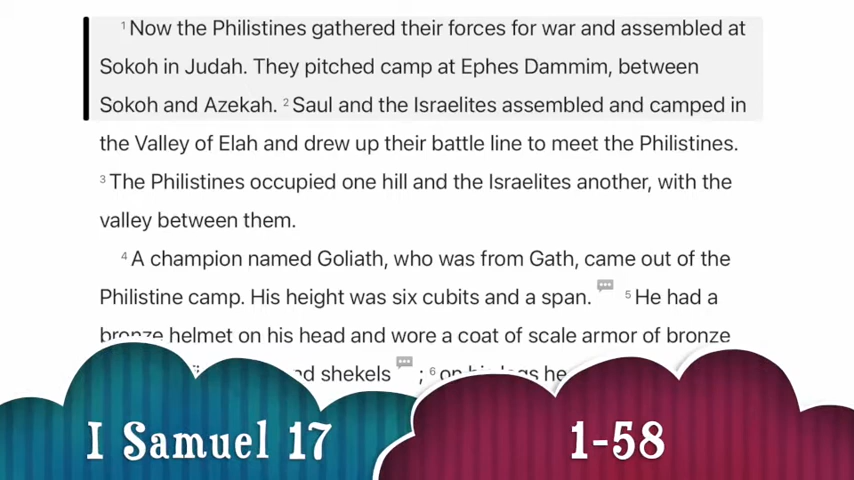 1 Now the Philistines gathered their forces for war and assembled at
Sokoh in Judah. They pitched camp at Ephes Dammim, between
Sokoh and Azekah. 2 Saul and the Israelites assembled and camped in
the Valley of Elah and drew up their battle line to meet the Philistines.
3 The Philistines occupied one hill and the Israelites another, with the
valley between them.
4 A champion named Goliath, who was from Gath, came out of the
Philistine camp. His height was six cubits and a span. 5 He had a
bronze helmet on his head and wore a coat of scale armor of bronze
shekels ; 6 on his legs he
I Samuel 17
1-58